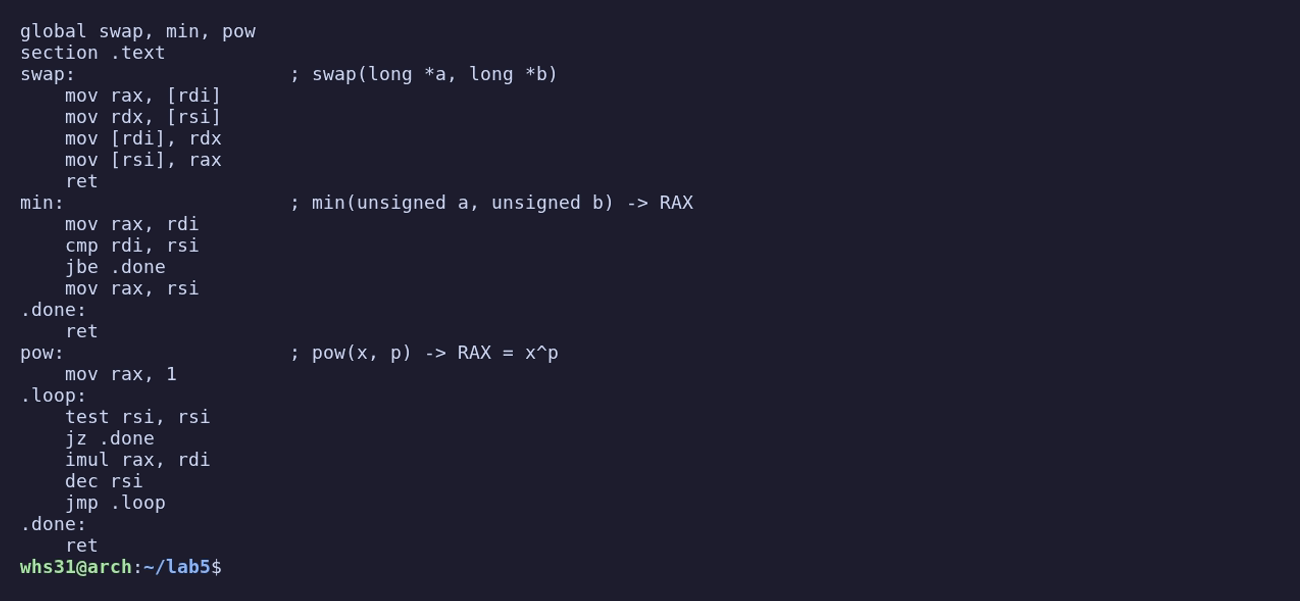 global swap, min, pow
section .text
swap:                   ; swap(long *a, long *b)
    mov rax, [rdi]
    mov rdx, [rsi]
    mov [rdi], rdx
    mov [rsi], rax
    ret
min:                    ; min(unsigned a, unsigned b) -> RAX
    mov rax, rdi
    cmp rdi, rsi
    jbe .done
    mov rax, rsi
.done:
    ret
pow:                    ; pow(x, p) -> RAX = x^p
    mov rax, 1
.loop:
    test rsi, rsi
    jz .done
    imul rax, rdi
    dec rsi
    jmp .loop
.done:
    ret
whs31@arch:~/lab5$